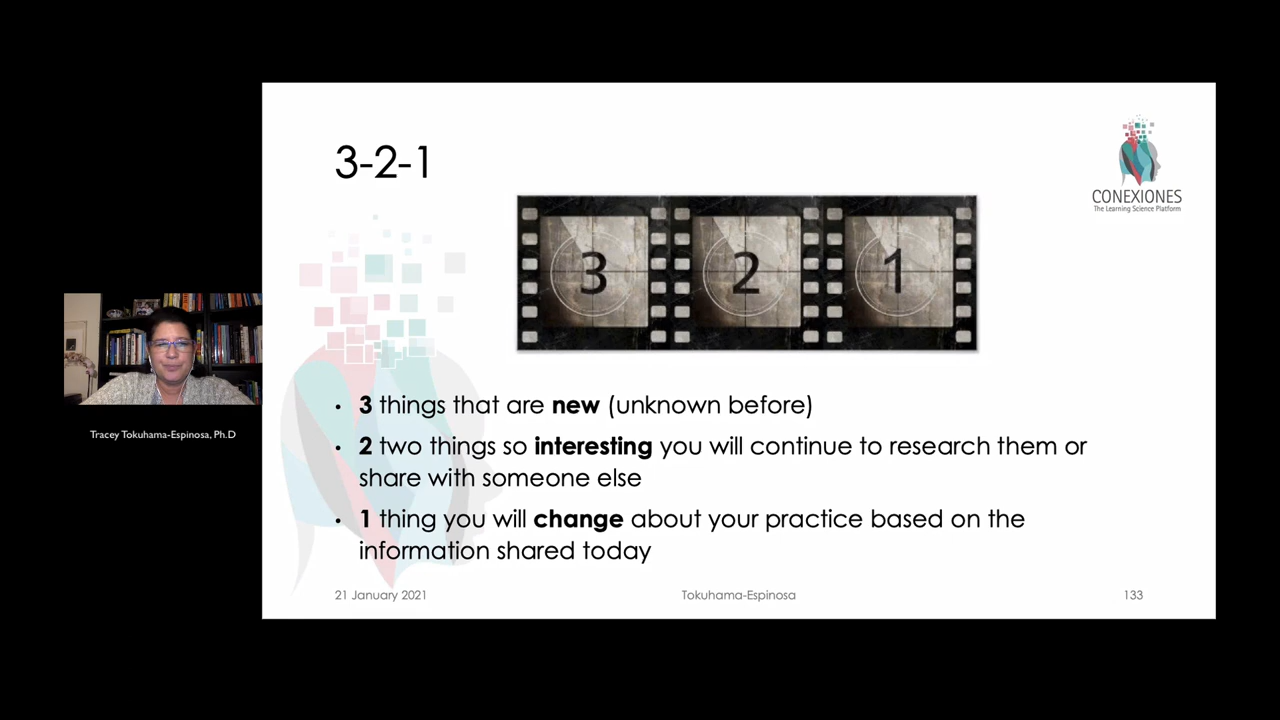 3-2-1
CONEXIONES
The Learning Science Platform
3 2 1
• 3 things that are new (unknown before)
• 2 two things so interesting you will continue to research them or
share with someone else
• 1 thing you will change about your practice based on the
information shared today
Tracey Tokuhama-Espinosa, Ph.D
21 January 2021 Tokuhama-Espinosa 133